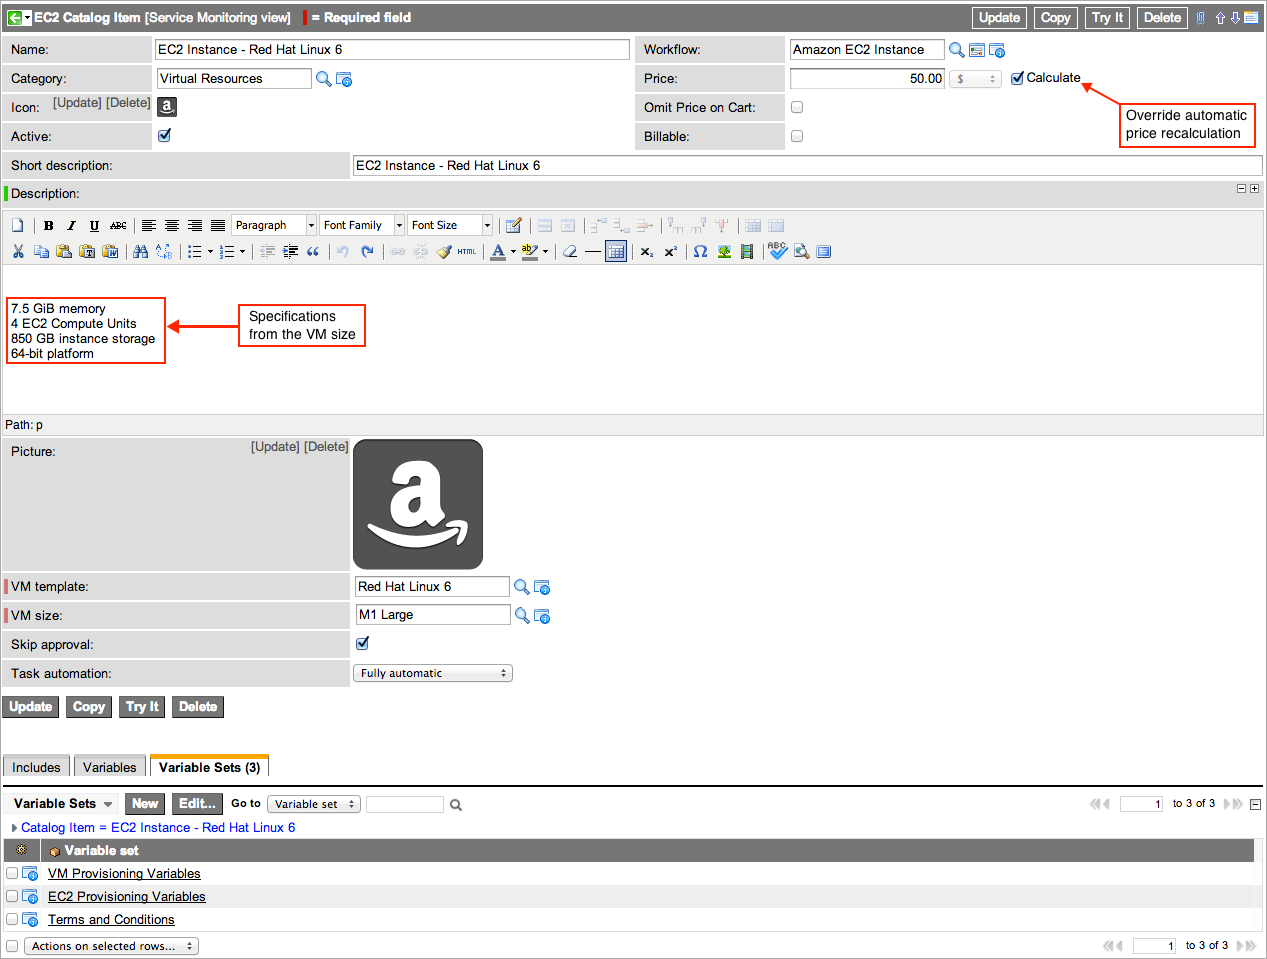 EC2 Catalog Item [Service Monitoring view] = Required field Update Copy Try It Delete
Name: EC2 Instance - Red Hat Linux 6 Workflow: Amazon EC2 Instance
Category: Virtual Resources Price: 50.00 $ Calculate
Icon: [Update] [Delete] a Omit Price on Cart:
Override automatic
price recalculation
Active: Billable:
Short description: EC2 Instance - Red Hat Linux 6
Description:
B I U ABC Paragraph Font Family Font Size
HTML A ab ABC
7.5 GiB memory
4 EC2 Compute Units
850 GB instance storage
64-bit platform
Specifications
from the VM size
Path: p
Picture: [Update] [Delete] a
VM template: Red Hat Linux 6
VM size: M1 Large
Skip approval:
Task automation: Fully automatic
Update Copy Try It Delete
Includes Variables Variable Sets (3)
Variable Sets New Edit... Go to Variable set 1 to 3 of 3
Catalog Item = EC2 Instance - Red Hat Linux 6
Variable set
VM Provisioning Variables
EC2 Provisioning Variables
Terms and Conditions
Actions on selected rows... 1 to 3 of 3